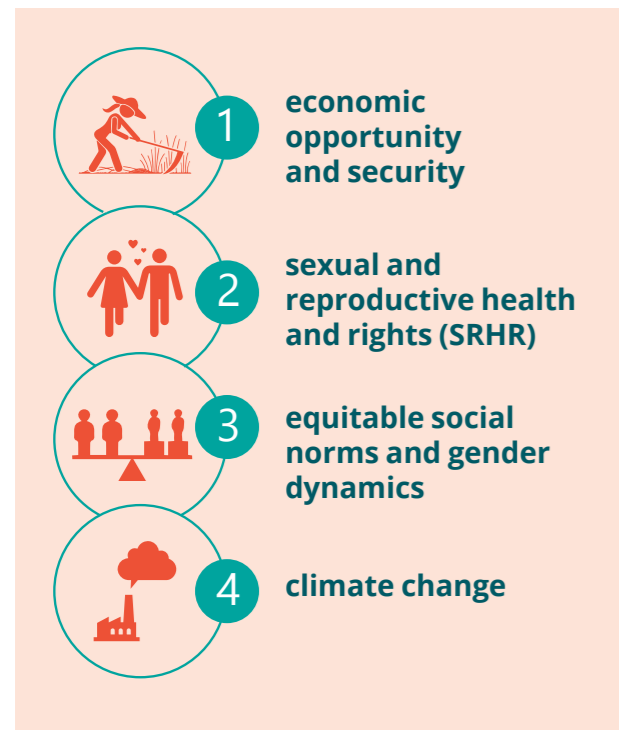 1
economic
opportunity
and security
2
sexual and
reproductive health
and rights (SRHR)
3
equitable social
norms and gender
dynamics
4
climate change